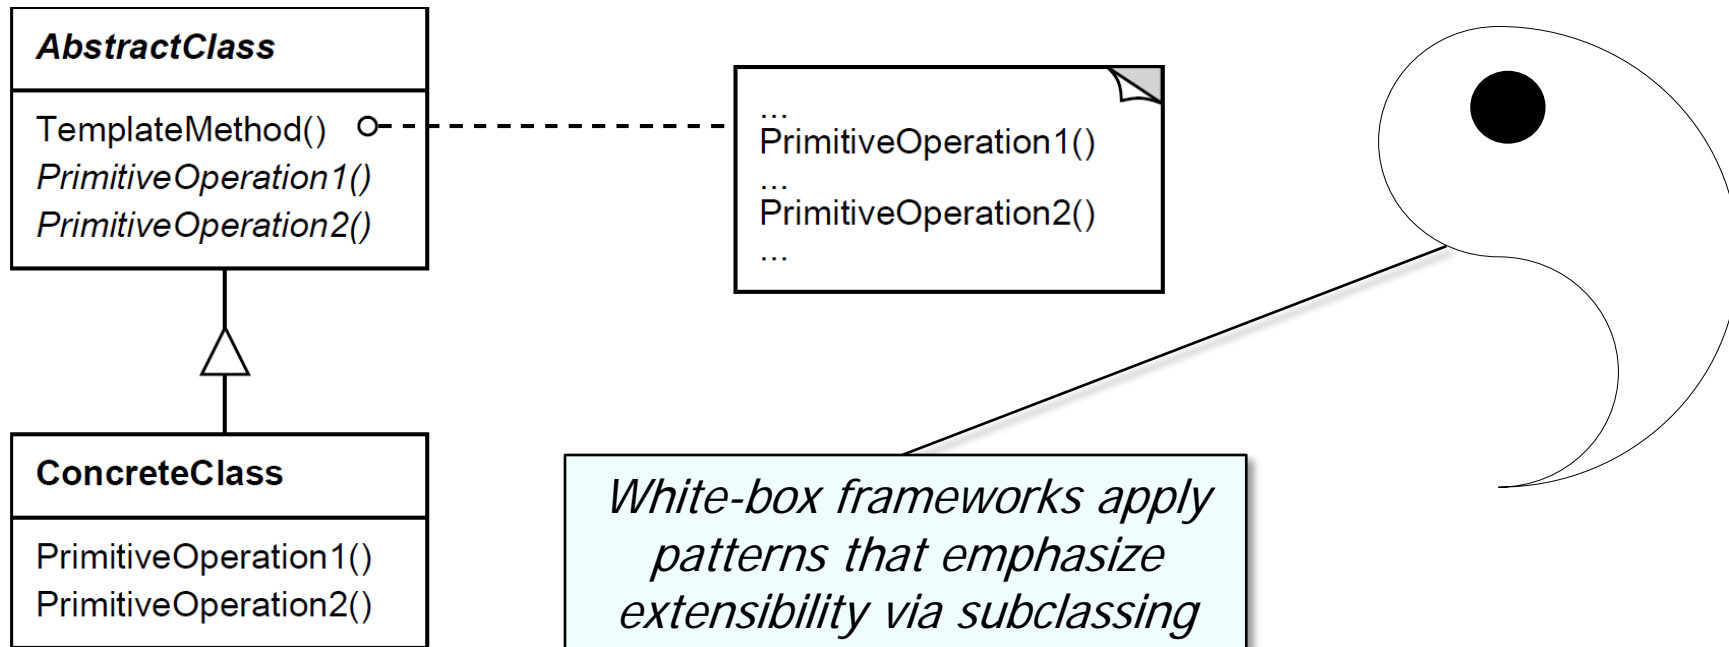 AbstractClass
TemplateMethod()
PrimitiveOperation1()
PrimitiveOperation2()
...
PrimitiveOperation1()
...
PrimitiveOperation2()
...
ConcreteClass
PrimitiveOperation1()
PrimitiveOperation2()
White-box frameworks apply
patterns that emphasize
extensibility via subclassing